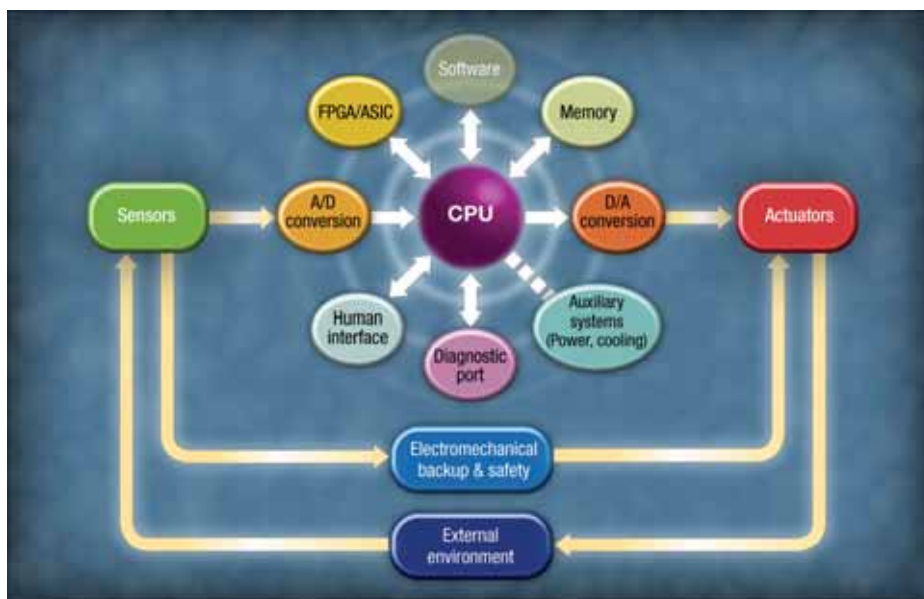 Software
FPGA/ASIC
Memory
Sensors
A/D
conversion
CPU
D/A
conversion
Actuators
Human
interface
Diagnostic
port
Auxiliary
systems
(Power, cooling)
Electromechanical
backup & safety
External
environment